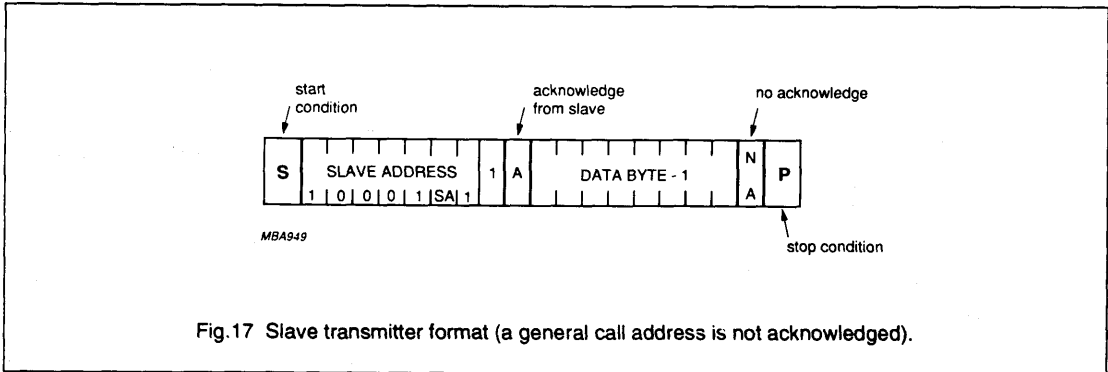 start
condition
acknowledge
from slave
no acknowledge
S
SLAVE ADDRESS
1 | 0 | 0 | 0 | 1 |SA| 1
1
A
DATA BYTE - 1
N
A
P
MBA949
stop condition
Fig.17 Slave transmitter format (a general call address is not acknowledged).